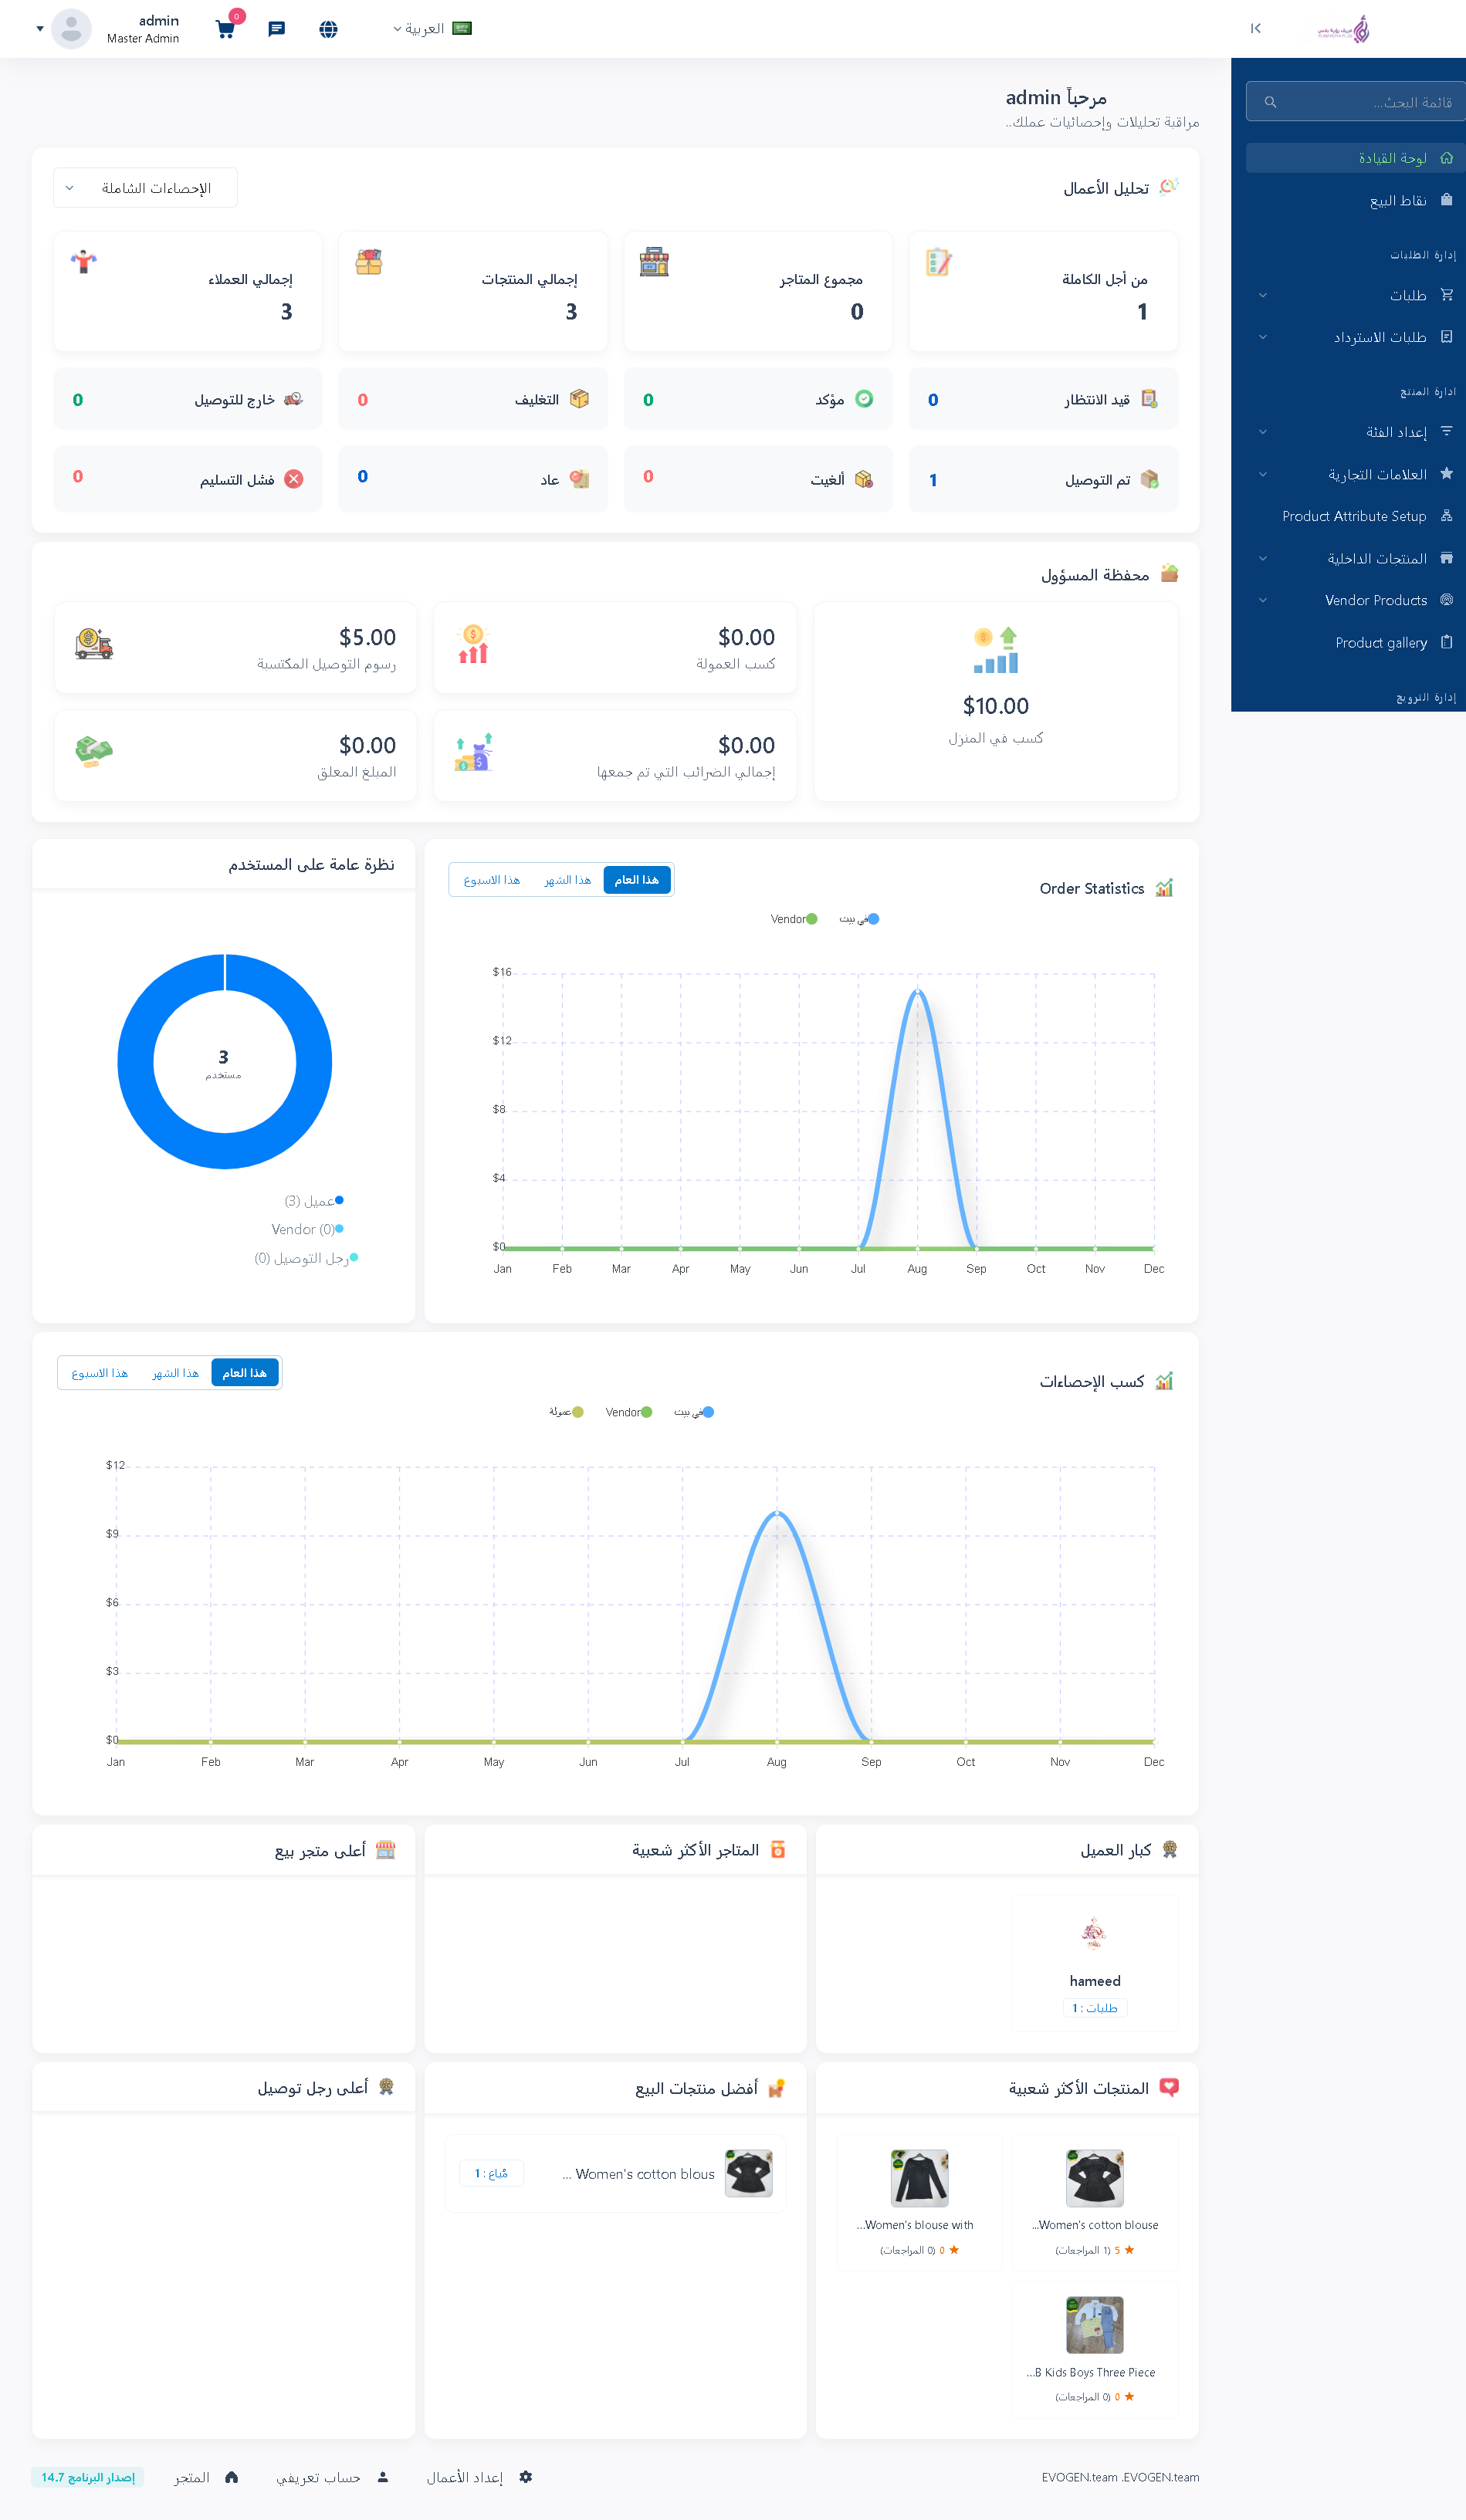 العربية
0
admin
Master Admin
قائمة البحث...
لوحة القيادة
نقاط البيع
إدارة الطلبات
طلبات
طلبات الاسترداد
ادارة المنتج
إعداد الفئة
العلامات التجارية
Product Attribute Setup
المنتجات الداخلية
Vendor Products
Product gallery
إدارة الترويج
مرحباً admin
مراقبة تحليلات وإحصائيات عملك..
تحليل الأعمال
الإحصاءات الشاملة
من أجل الكاملة
1
مجموع المتاجر
0
إجمالي المنتجات
3
إجمالي العملاء
3
قيد الانتظار 0
مؤكد 0
التغليف 0
خارج للتوصيل 0
تم التوصيل 1
ألغيت 0
عاد 0
فشل التسليم 0
محفظة المسؤول
$10.00
كسب في المنزل
$0.00
كسب العمولة
$5.00
رسوم التوصيل المكتسبة
$0.00
إجمالي الضرائب التي تم جمعها
$0.00
المبلغ المعلق
Order Statistics
هذا العام هذا الشهر هذا الاسبوع
في بيت Vendor
$16
$12
$8
$4
$0
Jan Feb Mar Apr May Jun Jul Aug Sep Oct Nov Dec
نظرة عامة على المستخدم
3
مستخدم
عميل (3)
Vendor (0)
رجل التوصيل (0)
كسب الإحصاءات
هذا العام هذا الشهر هذا الاسبوع
في بيت Vendor عمولة
$12
$9
$6
$3
$0
Jan Feb Mar Apr May Jun Jul Aug Sep Oct Nov Dec
كبار العميل
hameed
طلبات : 1
المتاجر الأكثر شعبية
أعلى متجر بيع
المنتجات الأكثر شعبية
Women's cotton blouse...
5 (1 المراجعات)
Women's blouse with...
0 (0 المراجعات)
B Kids Boys Three Piece...
0 (0 المراجعات)
أفضل منتجات البيع
Women's cotton blous ...
مُباع : 1
أعلى رجل توصيل
EVOGEN.team .EVOGEN.team
إعداد الأعمال
حساب تعريفي
المتجر
إصدار البرنامج 14.7